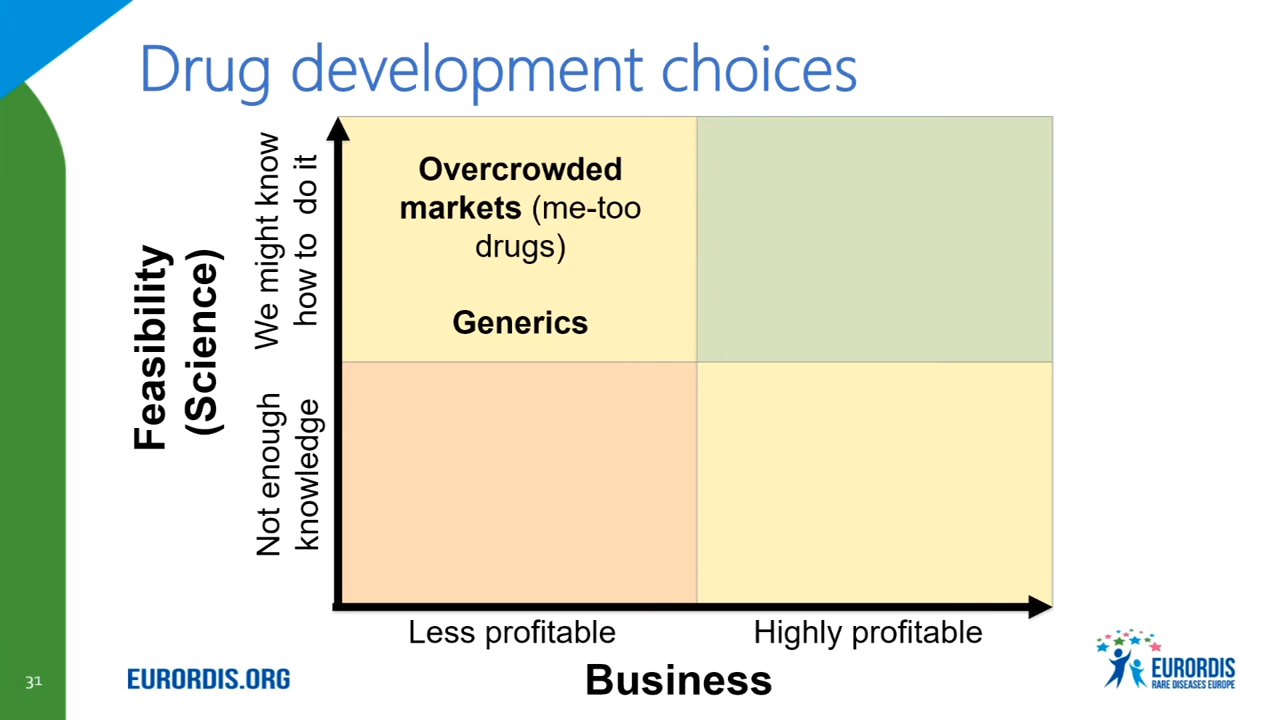 Drug development choices
Feasibility
(Science)
We might know
how to do it
Not enough
knowledge
Overcrowded
markets (me-too
drugs)
Generics
Less profitable
Highly profitable
Business
31
EURORDIS.ORG
EURORDIS
RARE DISEASES EUROPE